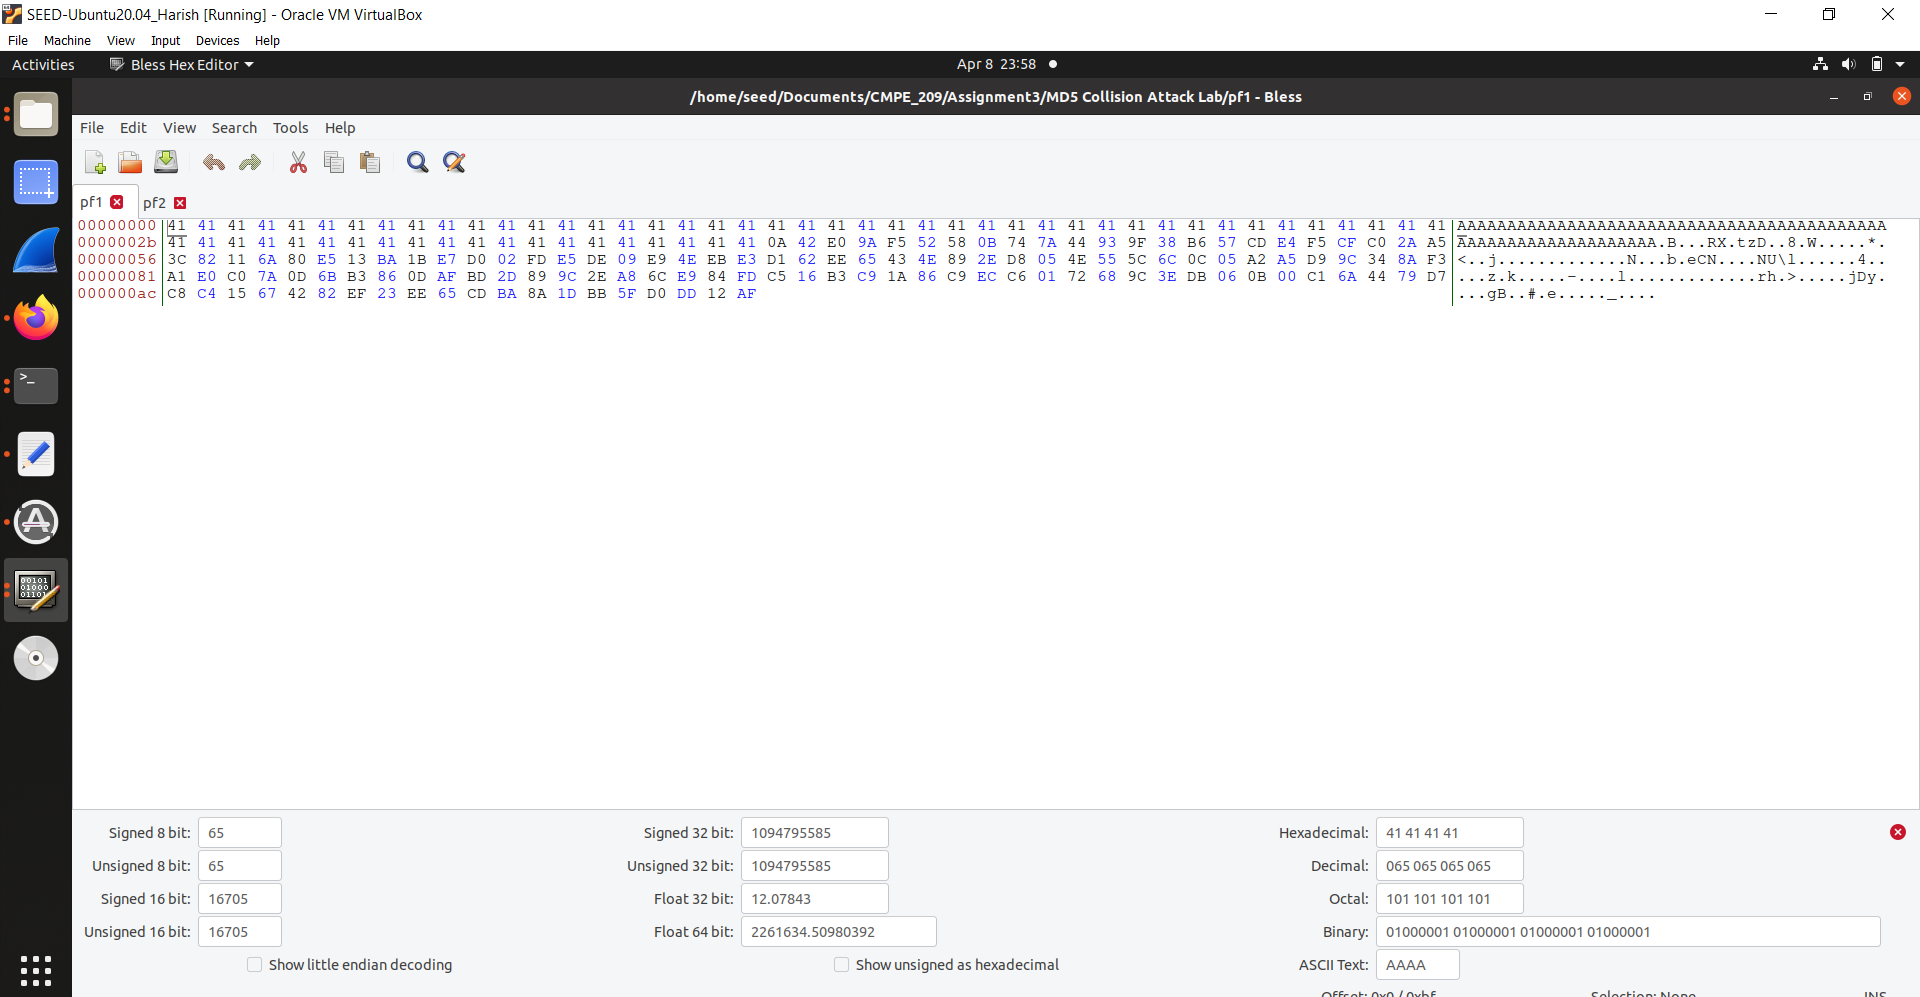 SEED-Ubuntu20.04_Harish [Running] - Oracle VM VirtualBox
File Machine View Input Devices Help
Activities Bless Hex Editor Apr 8 23:58
/home/seed/Documents/CMPE_209/Assignment3/MD5 Collision Attack Lab/pf1 - Bless
File Edit View Search Tools Help
pf1 pf2
00000000 41 41 41 41 41 41 41 41 41 41 41 41 41 41 41 41 41 41 41 41 41 41 41 41 41 41 41 41 41 41 41 41 41 41 41 41 41 41 41 41 41 41 41 AAAAAAAAAAAAAAAAAAAAAAAAAAAAAAAAAAAAAAAAAAA
0000002b 41 41 41 41 41 41 41 41 41 41 41 41 41 41 41 41 41 41 41 41 0A 42 E0 9A F5 52 58 0B 74 7A 44 93 9F 38 B6 57 CD E4 F5 CF C0 2A A5 AAAAAAAAAAAAAAAAAAAA.B...RX.tzD..8.W.....*.
00000056 3C 82 11 6A 80 E5 13 BA 1B E7 D0 02 FD E5 DE 09 E9 4E EB E3 D1 62 EE 65 43 4E 89 2E D8 05 4E 55 5C 6C 0C 05 A2 A5 D9 9C 34 8A F3 <..j.............N...b.eCN....NU\l......4..
00000081 A1 E0 C0 7A 0D 6B B3 86 0D AF BD 2D 89 9C 2E A8 6C E9 84 FD C5 16 B3 C9 1A 86 C9 EC C6 01 72 68 9C 3E DB 06 0B 00 C1 6A 44 79 D7 ...z.k.....-....l.............rh.>.....jDy.
000000ac C8 C4 15 67 42 82 EF 23 EE 65 CD BA 8A 1D BB 5F D0 DD 12 AF ...gB..#.e....._....
Signed 8 bit: 65 Signed 32 bit: 1094795585 Hexadecimal: 41 41 41 41
Unsigned 8 bit: 65 Unsigned 32 bit: 1094795585 Decimal: 065 065 065 065
Signed 16 bit: 16705 Float 32 bit: 12.07843 Octal: 101 101 101 101
Unsigned 16 bit: 16705 Float 64 bit: 2261634.50980392 Binary: 01000001 01000001 01000001 01000001
Show little endian decoding Show unsigned as hexadecimal ASCII Text: AAAA
Offset: 0x0 / 0xbf Selection: None INS